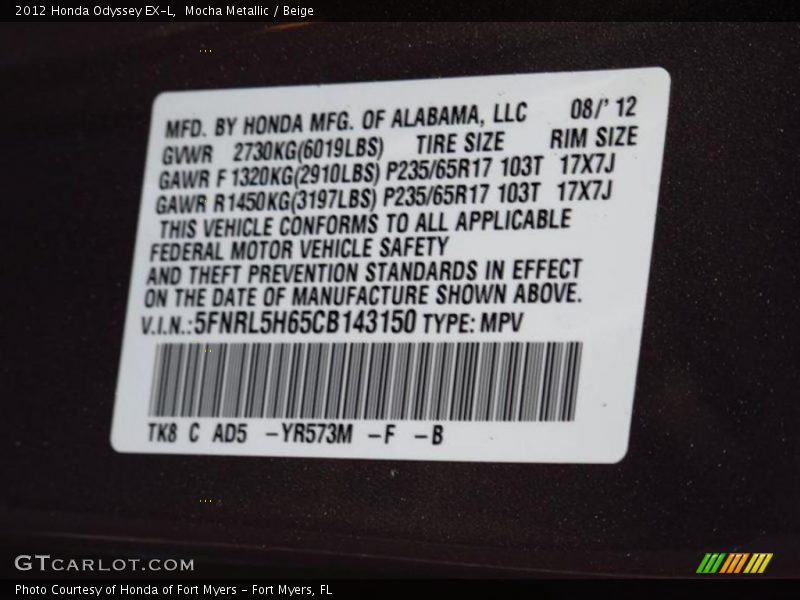 2012 Honda Odyssey EX-L, Mocha Metallic / Beige
MFD. BY HONDA MFG. OF ALABAMA, LLC 08/' 12
GVWR 2730KG(6019LBS) TIRE SIZE RIM SIZE
GAWR F 1320KG(2910LBS) P235/65R17 103T 17X7J
GAWR R1450KG(3197LBS) P235/65R17 103T 17X7J
THIS VEHICLE CONFORMS TO ALL APPLICABLE
FEDERAL MOTOR VEHICLE SAFETY
AND THEFT PREVENTION STANDARDS IN EFFECT
ON THE DATE OF MANUFACTURE SHOWN ABOVE.
V.I.N.:5FNRL5H65CB143150 TYPE: MPV
TK8 C AD5 -YR573M -F -B
GTCARLOT.COM
Photo Courtesy of Honda of Fort Myers - Fort Myers, FL